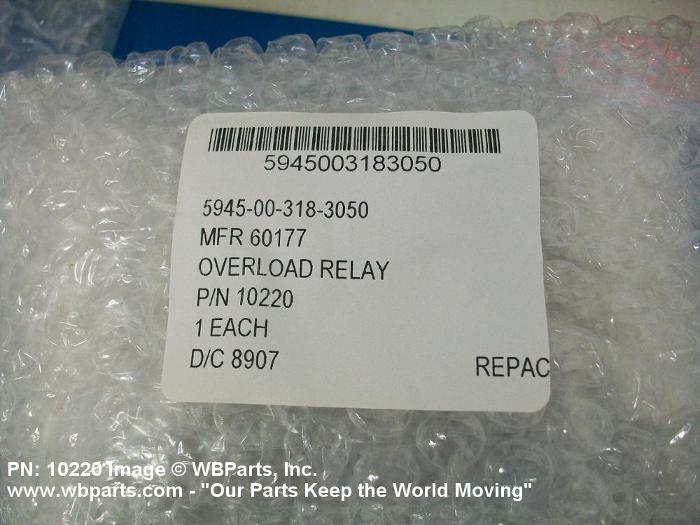 5945003183050
5945-00-318-3050
MFR 60177
OVERLOAD RELAY
P/N 10220
1 EACH
D/C 8907
REPAC
PN: 10220 Image © WBParts, Inc.
www.wbparts.com - "Our Parts Keep the World Moving"